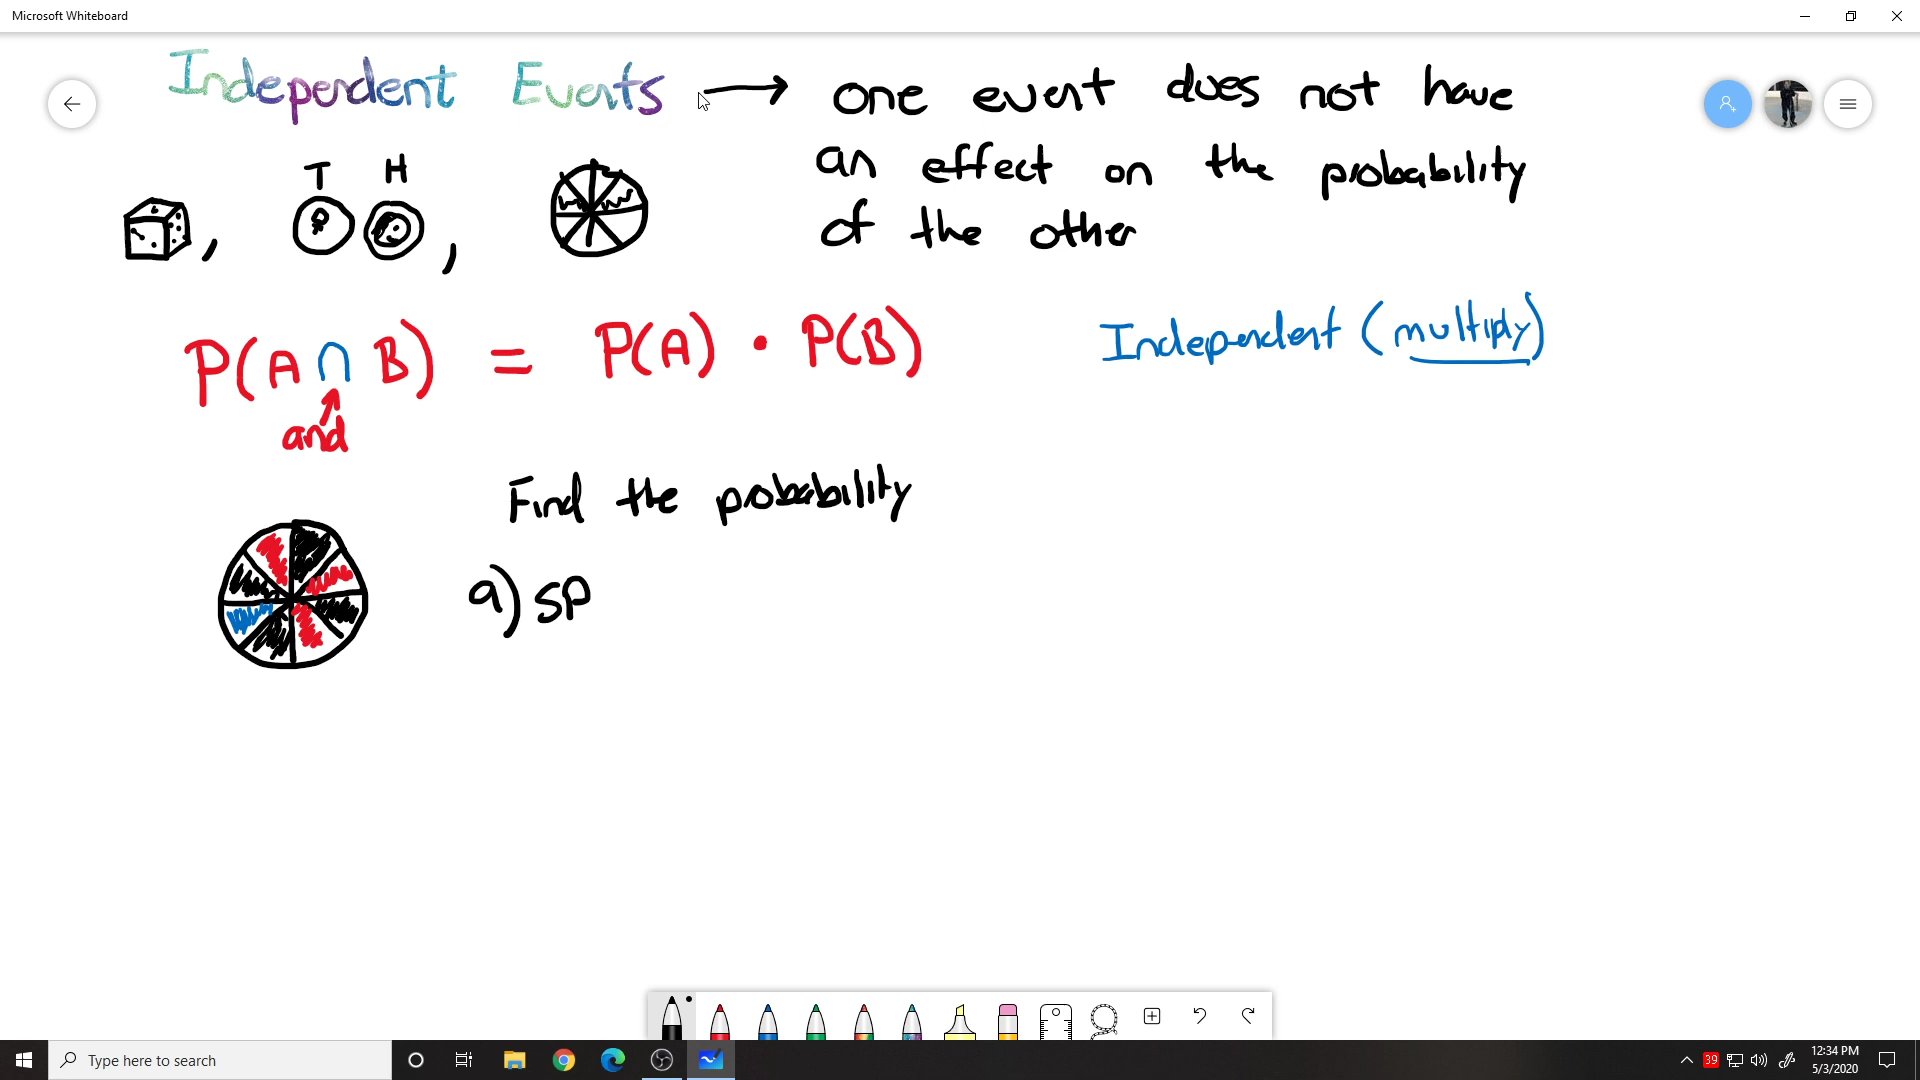 Microsoft Whiteboard
Independent Events → one event does not have
an effect on the probability
of the other
T H
, ,
P(A ∩ B) = P(A) · P(B)
and
Independent (multiply)
Find the probability
a) sp
Type here to search
39
12:34 PM
5/3/2020